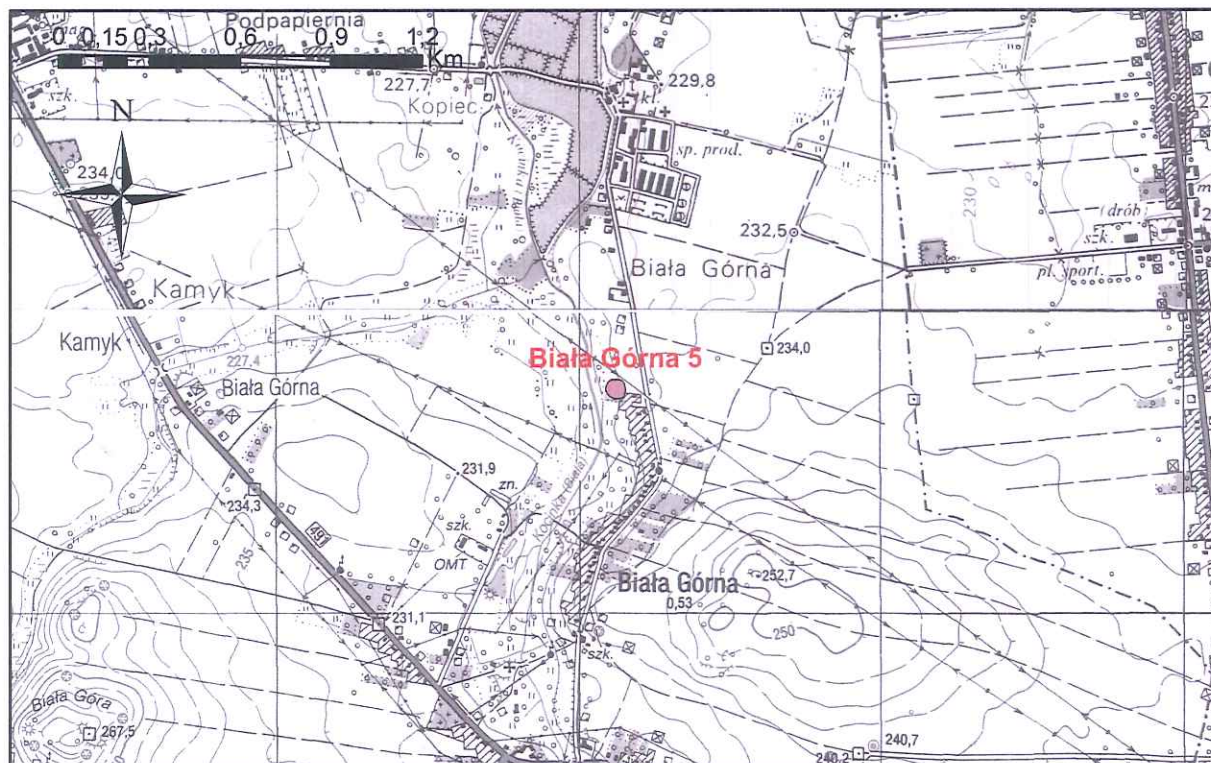 Podpapiernia
0 0,15 0,3 0,6 0,9 1,2
Km
227,7
229,8
Kopiec
kl.
szk.
N
sp. prod.
234,0
232,5
230
(drób)
szk.
pl. sport.
Biała Górna
Kamyk
Kamyk
227,4
234,0
Biała Górna 5
Biała Górna
231,9
zn.
234,3
szk.
491
OMT
235
Biała Górna
0,53
252,7
250
231,1
szk.
Biała Góra
267,5
240,7
240,2